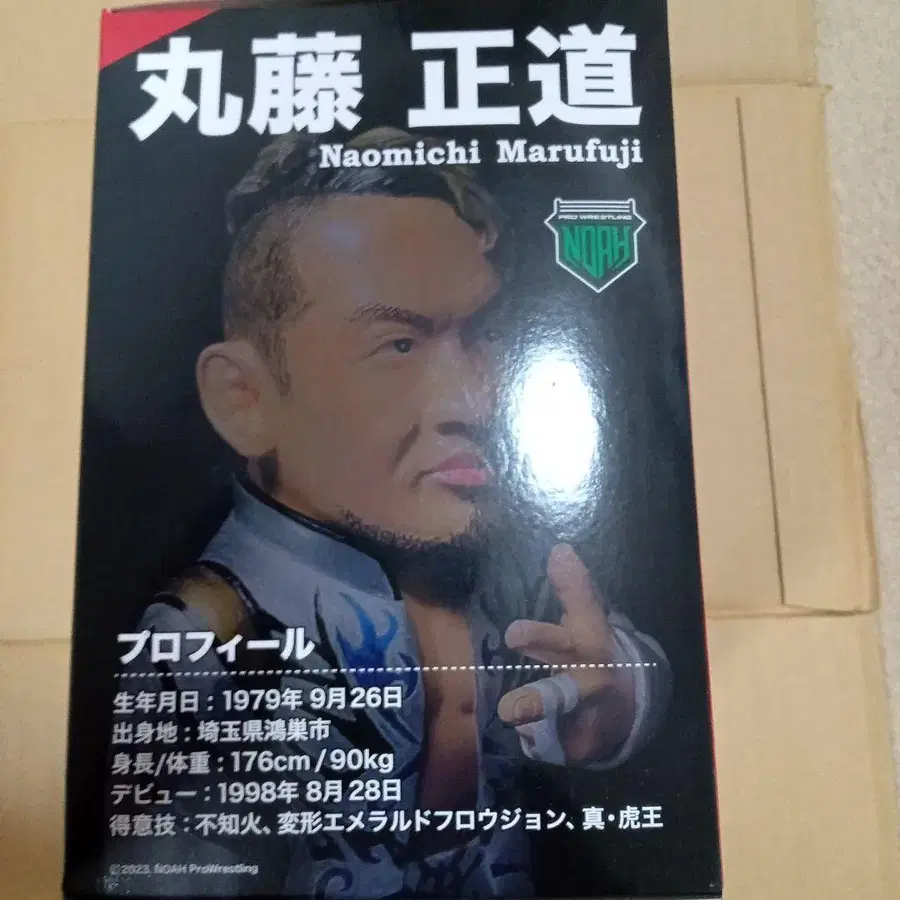 丸藤 正道
Naomichi Marufuji
PRO WRESTLING
NOAH
プロフィール
生年月日 : 1979年 9月26日
出身地 : 埼玉県鴻巣市
身長/体重 : 176cm / 90kg
デビュー : 1998年 8月28日
得意技 : 不知火、変形エメラルドフロウジョン、真・虎王
©2023. NOAH ProWrestling